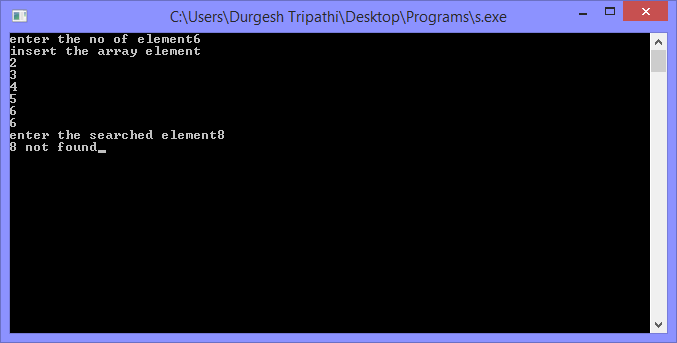 C:\Users\Durgesh Tripathi\Desktop\Programs\s.exe
enter the no of element6
insert the array element
2
3
4
5
6
6
enter the searched element8
8 not found